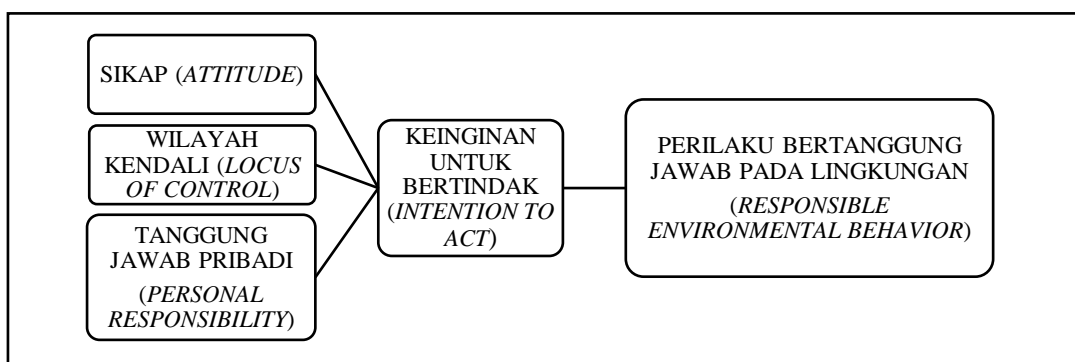 SIKAP (ATTITUDE)
WILAYAH
KENDALI (LOCUS
OF CONTROL)
TANGGUNG
JAWAB PRIBADI
(PERSONAL
RESPONSIBILITY)
KEINGINAN
UNTUK
BERTINDAK
(INTENTION TO
ACT)
PERILAKU BERTANGGUNG
JAWAB PADA LINGKUNGAN
(RESPONSIBLE
ENVIRONMENTAL BEHAVIOR)